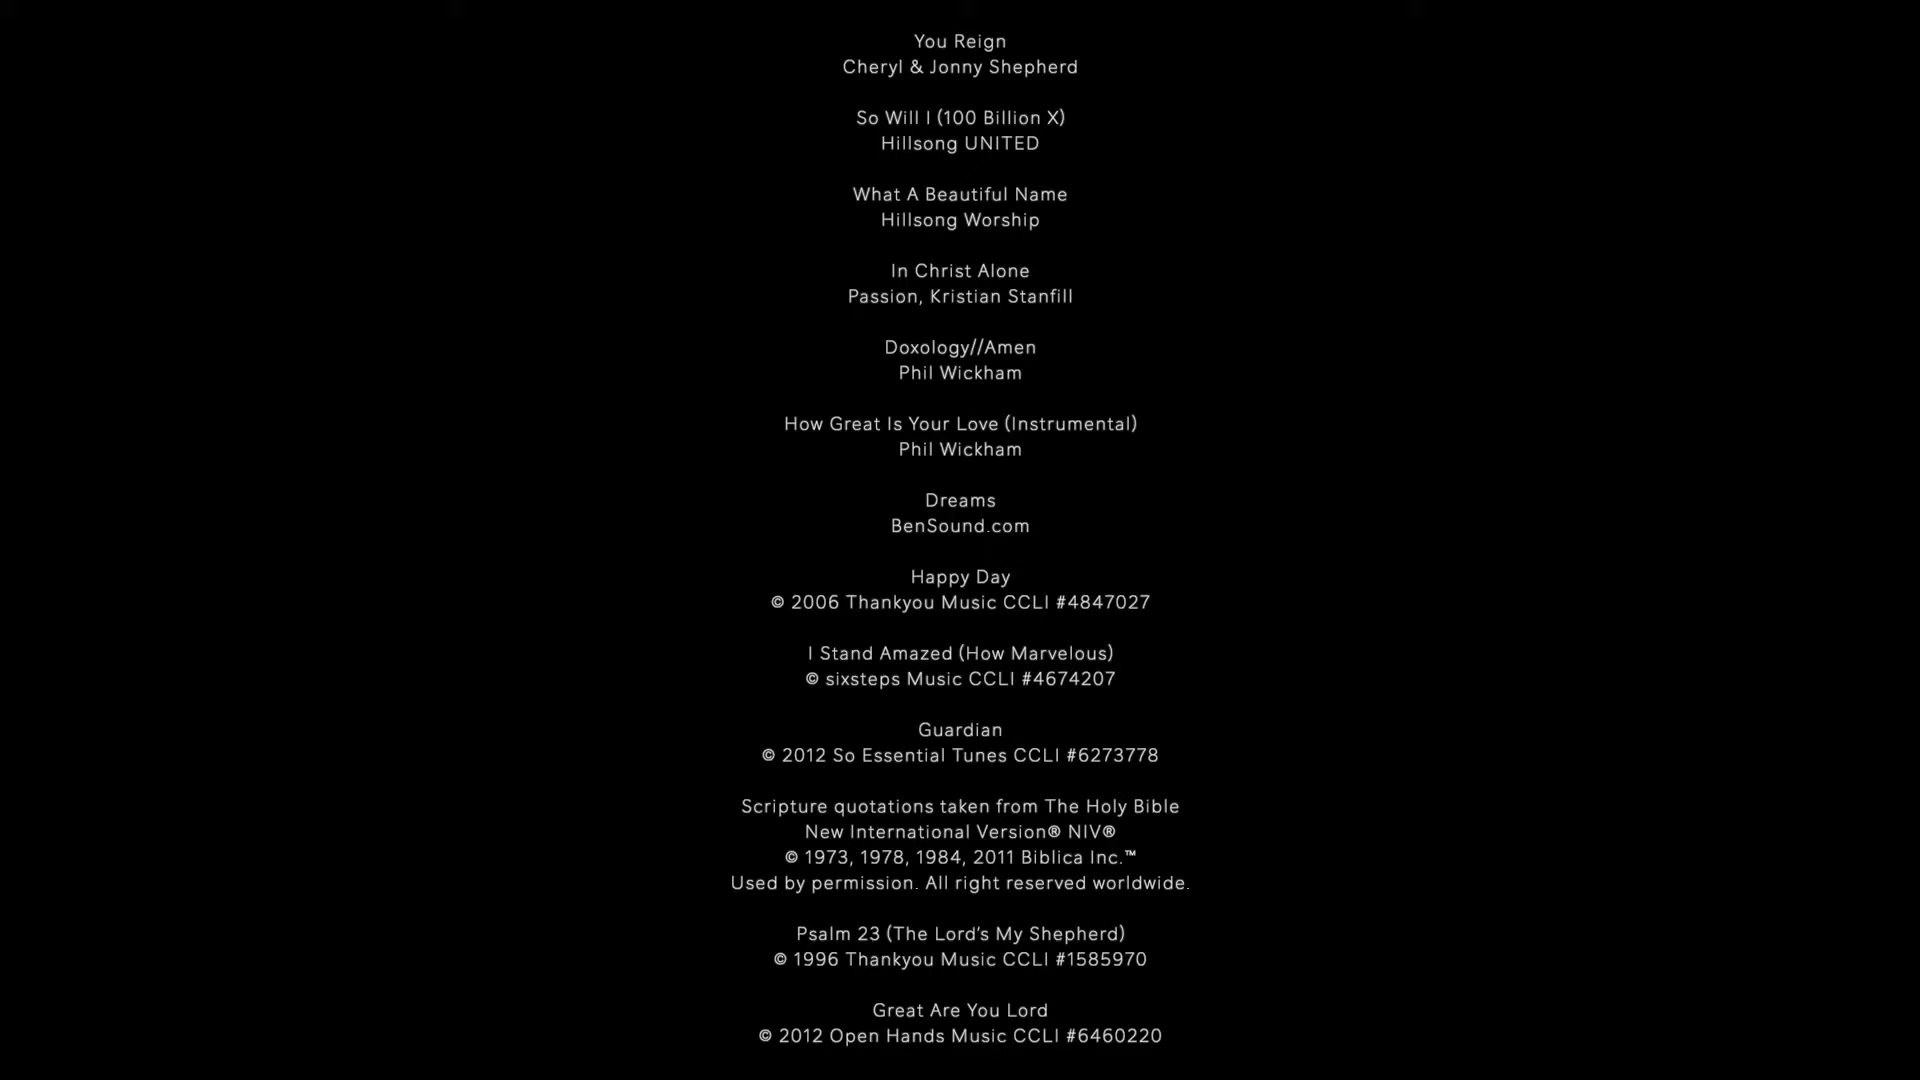 You Reign
Cheryl & Jonny Shepherd
So Will I (100 Billion X)
Hillsong UNITED
What A Beautiful Name
Hillsong Worship
In Christ Alone
Passion, Kristian Stanfill
Doxology//Amen
Phil Wickham
How Great Is Your Love (Instrumental)
Phil Wickham
Dreams
BenSound.com
Happy Day
© 2006 Thankyou Music CCLI #4847027
I Stand Amazed (How Marvelous)
© sixsteps Music CCLI #4674207
Guardian
© 2012 So Essential Tunes CCLI #6273778
Scripture quotations taken from The Holy Bible
New International Version® NIV®
© 1973, 1978, 1984, 2011 Biblica Inc.™
Used by permission. All right reserved worldwide.
Psalm 23 (The Lord’s My Shepherd)
© 1996 Thankyou Music CCLI #1585970
Great Are You Lord
© 2012 Open Hands Music CCLI #6460220